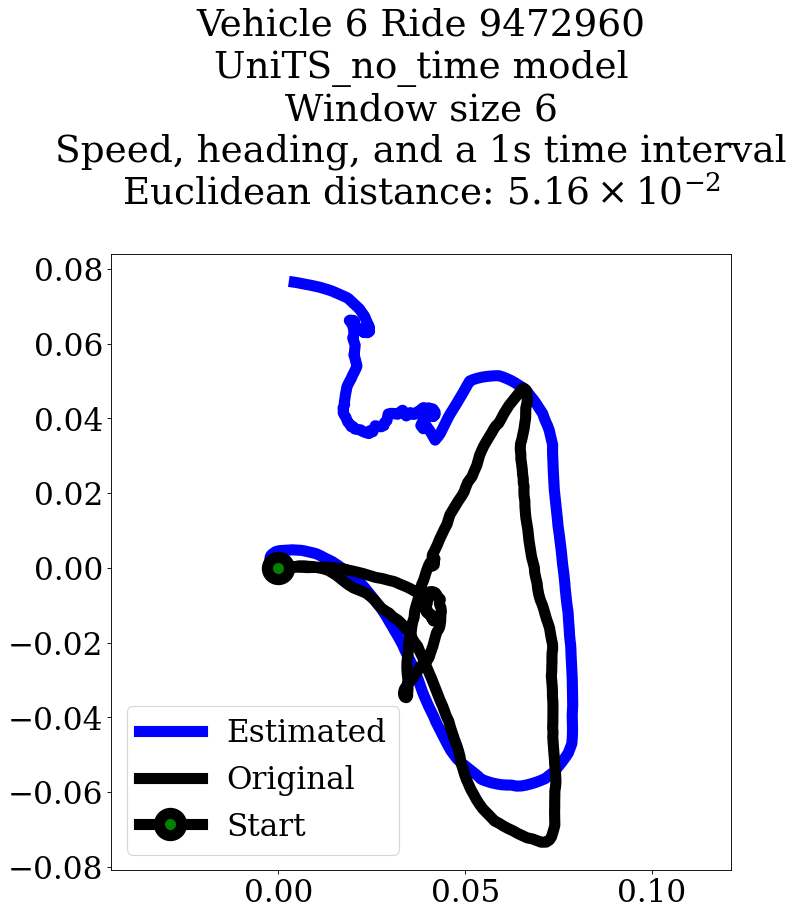 Vehicle 6 Ride 9472960
UniTS_no_time model
Window size 6
Speed, heading, and a 1s time interval
Euclidean distance: 5.16 × 10⁻²
0.08
0.06
0.04
0.02
0.00
−0.02
−0.04
−0.06
−0.08
Estimated
Original
Start
0.00 0.05 0.10